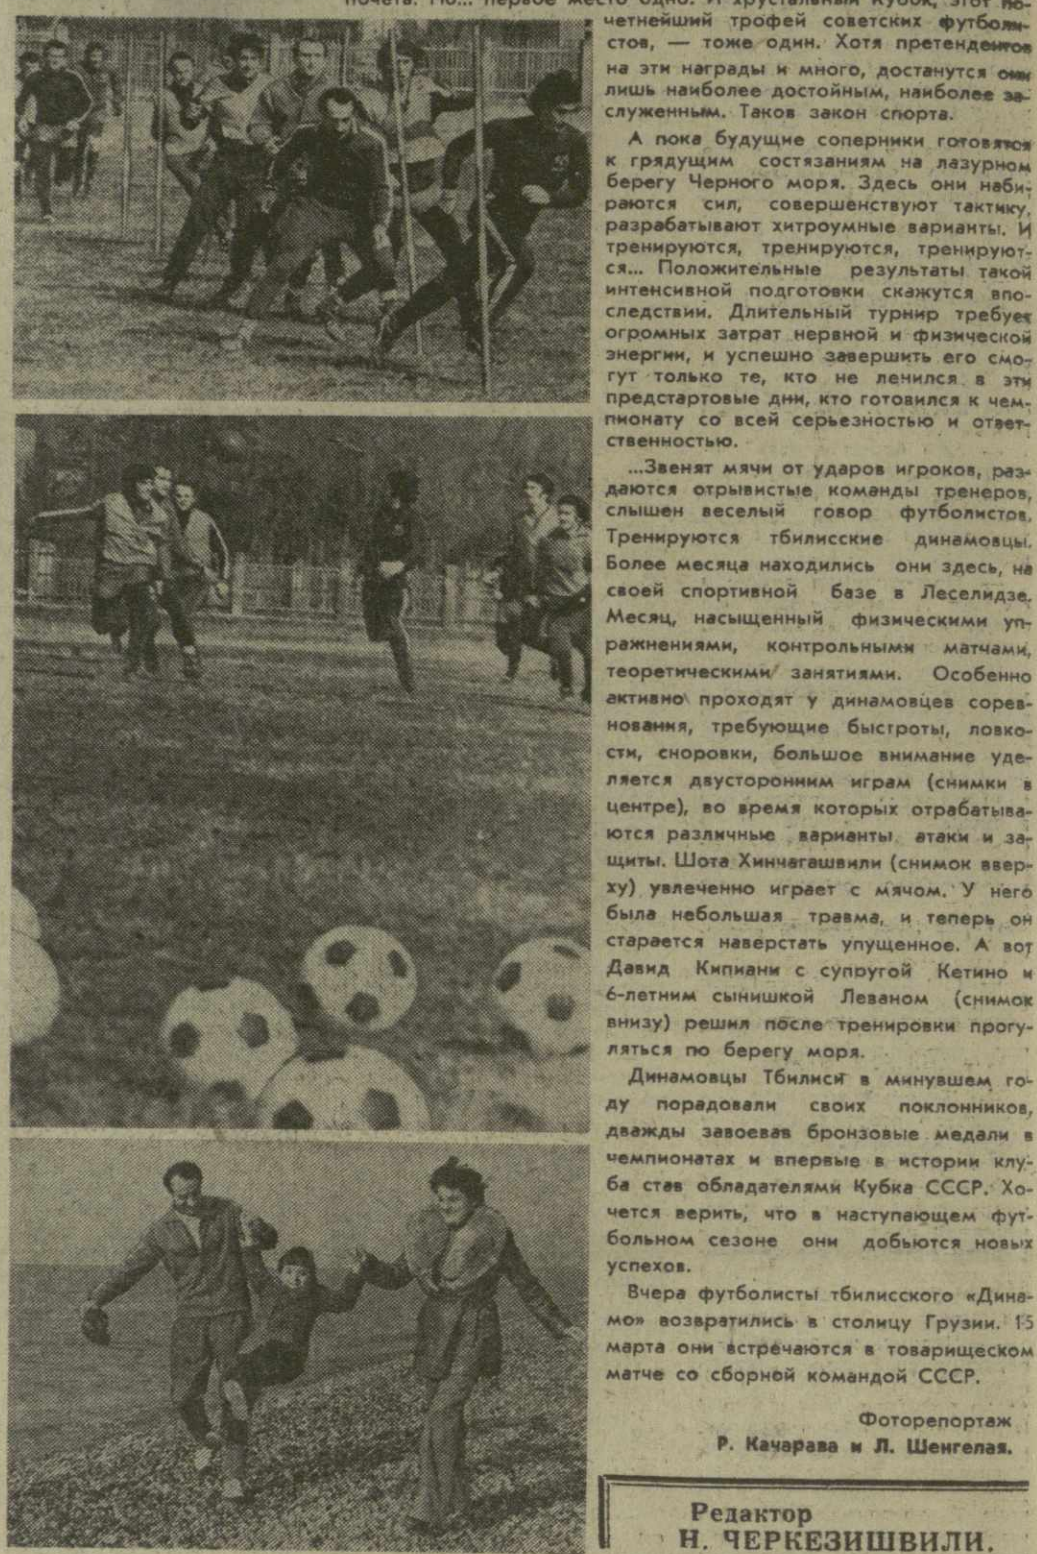 почета. Но... первое место одно. И хрустальный Кубок, этот по-
четнейший трофей советских футболи-
стов, — тоже один. Хотя претендентов
на эти награды и много, достанутся они
лишь наиболее достойным, наиболее за-
служенным. Таков закон спорта.
А пока будущие соперники готовятся
к грядущим состязаниям на лазурном
берегу Черного моря. Здесь они наби-
раются сил, совершенствуют тактику,
разрабатывают хитроумные варианты. И
тренируются, тренируются, тренируют-
ся... Положительные результаты такой
интенсивной подготовки скажутся впо-
следствии. Длительный турнир требует
огромных затрат нервной и физической
энергии, и успешно завершить его смо-
гут только те, кто не ленился в эти
предстартовые дни, кто готовился к чем-
пионату со всей серьезностью и ответ-
ственностью.
...Звенят мячи от ударов игроков, раз-
даются отрывистые команды тренеров,
слышен веселый говор футболистов.
Тренируются тбилисские динамовцы.
Более месяца находились они здесь, на
своей спортивной базе в Леселидзе.
Месяц, насыщенный физическими уп-
ражнениями, контрольными матчами,
теоретическими занятиями. Особенно
активно проходят у динамовцев сорев-
нования, требующие быстроты, ловко-
сти, сноровки, большое внимание уде-
ляется двусторонним играм (снимки в
центре), во время которых отрабатыва-
ются различные варианты атаки и за-
щиты. Шота Хинчагашвили (снимок ввер-
ху) увлеченно играет с мячом. У него
была небольшая травма, и теперь он
старается наверстать упущенное. А вот
Давид Кипиани с супругой Кетино и
6-летним сынишкой Леваном (снимок
внизу) решил после тренировки прогу-
ляться по берегу моря.
Динамовцы Тбилиси в минувшем го-
ду порадовали своих поклонников,
дважды завоевав бронзовые медали в
чемпионатах и впервые в истории клу-
ба став обладателями Кубка СССР. Хо-
чется верить, что в наступающем фут-
больном сезоне они добьются новых
успехов.
Вчера футболисты тбилисского «Дина-
мо» возвратились в столицу Грузии. 15
марта они встречаются в товарищеском
матче со сборной командой СССР.
Фоторепортаж
Р. Качарава и Л. Шенгелая.
Редактор
Н. ЧЕРКЕЗИШВИЛИ.